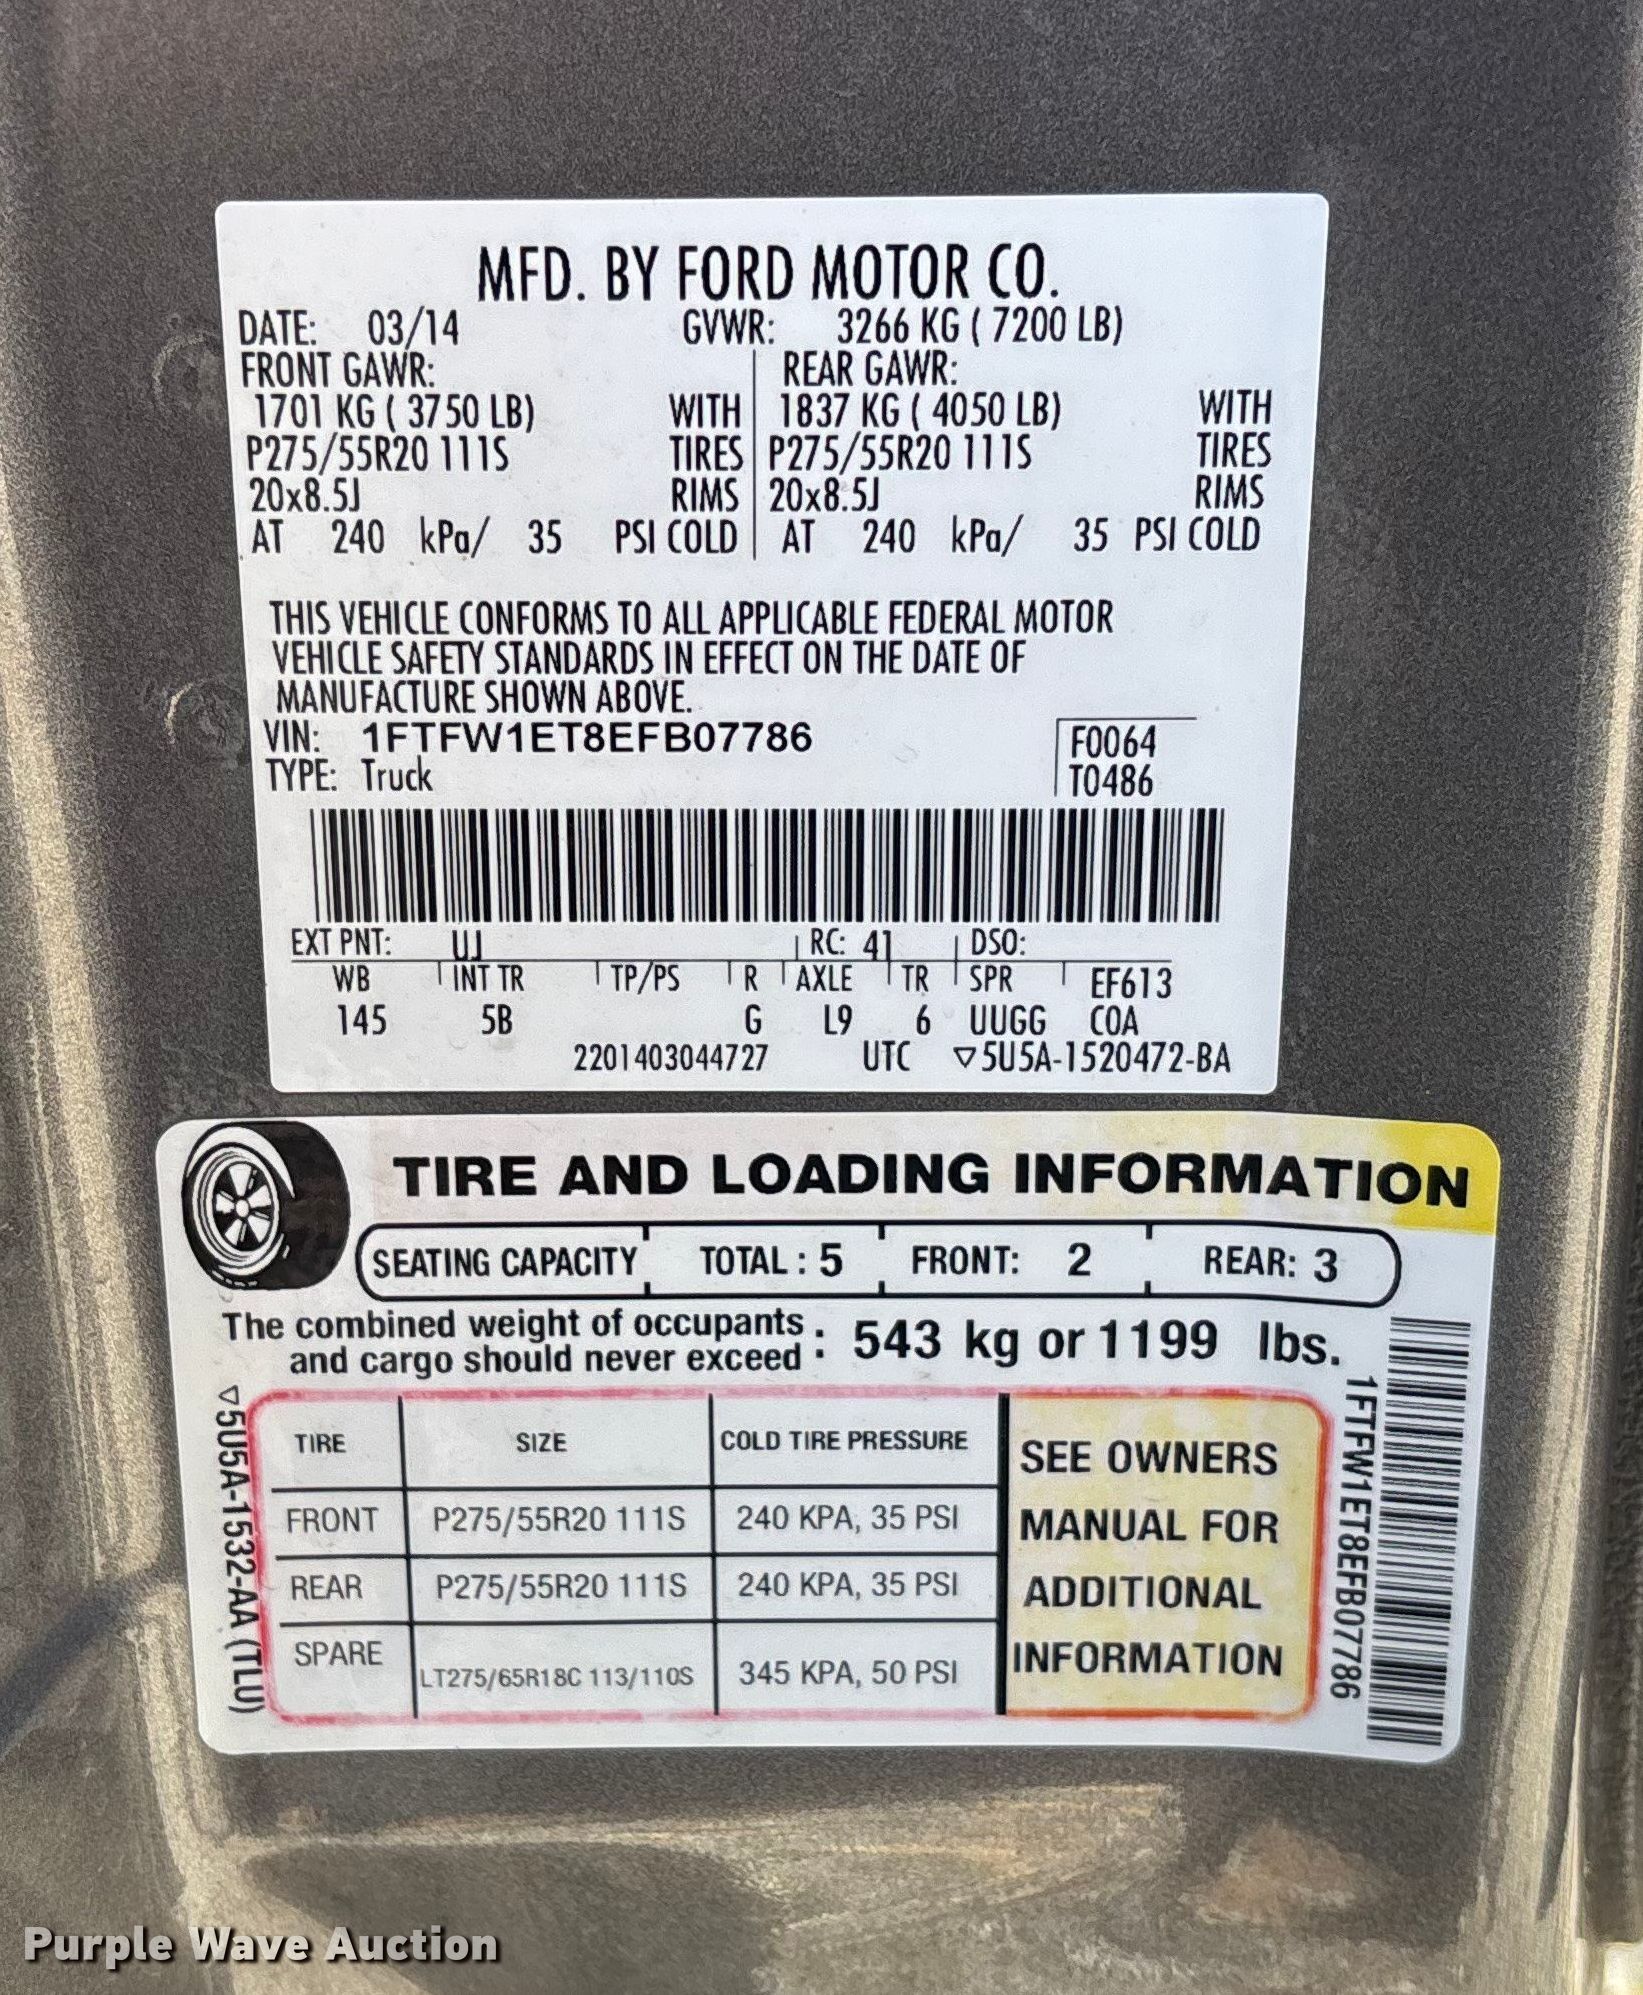 MFD. BY FORD MOTOR CO.
DATE: 03/14 GVWR: 3266 KG ( 7200 LB)
FRONT GAWR: REAR GAWR:
1701 KG ( 3750 LB) WITH 1837 KG ( 4050 LB) WITH
P275/55R20 111S TIRES P275/55R20 111S TIRES
20x8.5J RIMS 20x8.5J RIMS
AT 240 kPa/ 35 PSI COLD AT 240 kPa/ 35 PSI COLD
THIS VEHICLE CONFORMS TO ALL APPLICABLE FEDERAL MOTOR
VEHICLE SAFETY STANDARDS IN EFFECT ON THE DATE OF
MANUFACTURE SHOWN ABOVE.
VIN: 1FTFW1ET8EFB07786 F0064
TYPE: Truck T0486
EXT PNT: UJ RC: 41 DSO:
WB INT TR TP/PS R AXLE TR SPR EF613
145 5B G L9 6 UUGG COA
2201403044727 UTC ▽5U5A-1520472-BA
TIRE AND LOADING INFORMATION
SEATING CAPACITY TOTAL : 5 FRONT: 2 REAR: 3
The combined weight of occupants
and cargo should never exceed : 543 kg or 1199 lbs.
TIRE SIZE COLD TIRE PRESSURE
FRONT P275/55R20 111S 240 KPA, 35 PSI
REAR P275/55R20 111S 240 KPA, 35 PSI
SPARE LT275/65R18C 113/110S 345 KPA, 50 PSI
SEE OWNERS
MANUAL FOR
ADDITIONAL
INFORMATION
▽5U5A-1532-AA (TLU)
1FTFW1ET8EFB07786
Purple Wave Auction